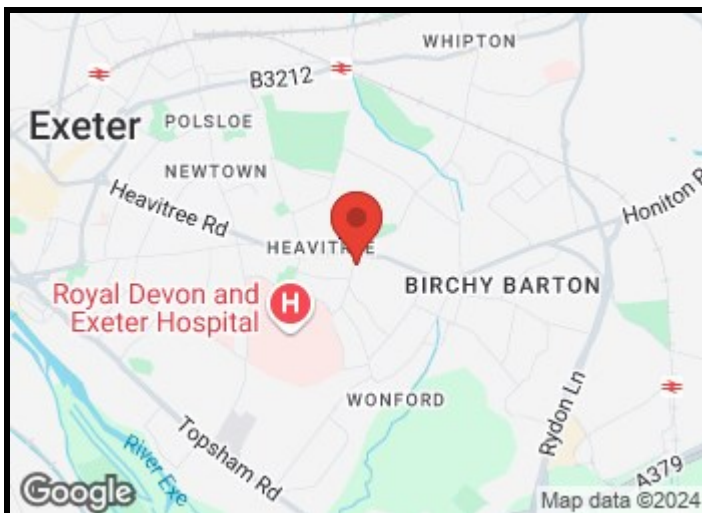 WHIPTON
B3212
Exeter
POLSLOE
NEWTOWN
Heavitree Rd
Honiton R
HEAVITREE
BIRCHY BARTON
Royal Devon and
Exeter Hospital
H
WONFORD
Topsham Rd
River Exe
Rydon Ln
A379
Google
Map data ©2024